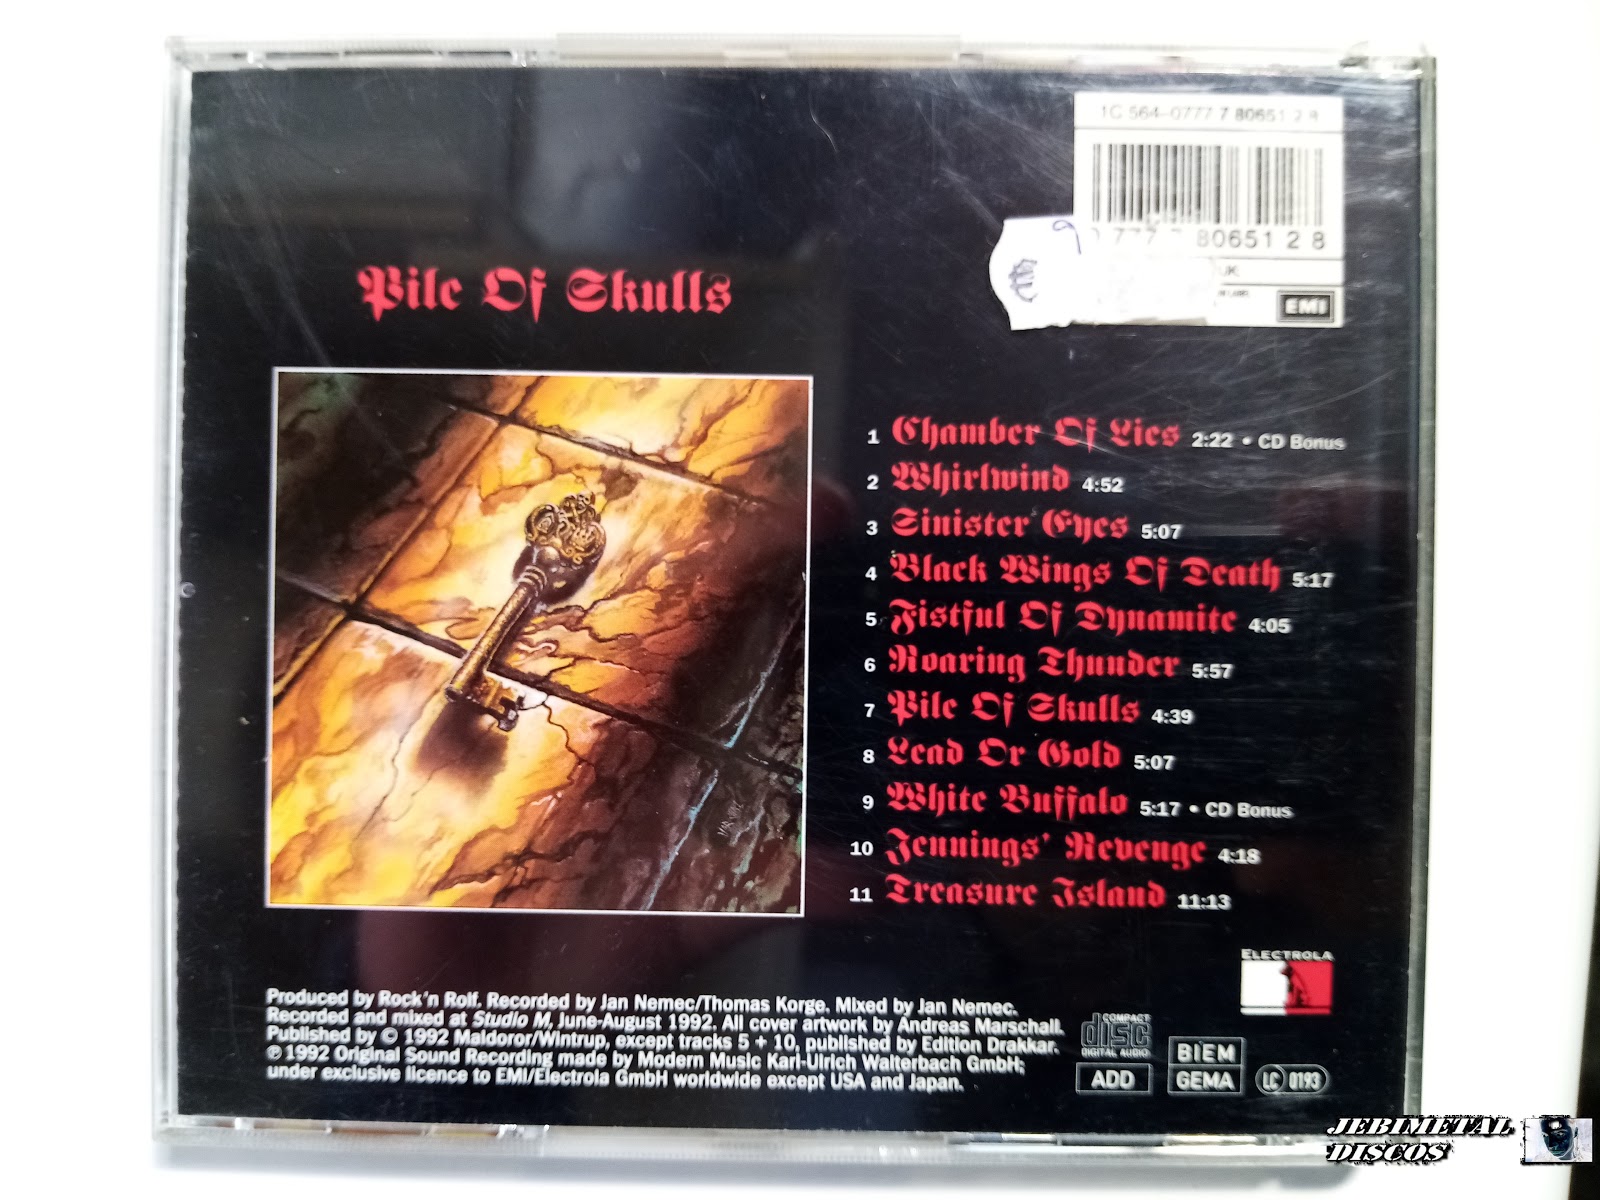 1C 564-0777 7 80651 2 8
80651 2 8
UK:
EMI
9
€
Pile Of Skulls
1 Chamber Of Lies 2:22 • CD Bonus
2 Whirlwind 4:52
3 Sinister Eyes 5:07
4 Black Wings Of Death 5:17
5 Fistful Of Dynamite 4:05
6 Roaring Thunder 5:57
7 Pile Of Skulls 4:39
8 Lead Or Gold 5:07
9 White Buffalo 5:17 • CD Bonus
10 Jennings' Revenge 4:18
11 Treasure Island 11:13
ELECTROLA
Produced by Rock'n Rolf. Recorded by Jan Nemec/Thomas Korge. Mixed by Jan Nemec.
Recorded and mixed at Studio M, June-August 1992. All cover artwork by Andreas Marschall.
Published by © 1992 Maldoror/Wintrup, except tracks 5 + 10, published by Edition Drakkar.
℗ 1992 Original Sound Recording made by Modern Music Karl-Ulrich Walterbach GmbH;
under exclusive licence to EMI/Electrola GmbH worldwide except USA and Japan.
COMPACT
disc
DIGITAL AUDIO
ADD
BIEM
GEMA
LC 0193
JEBIMETAL
DISCOS